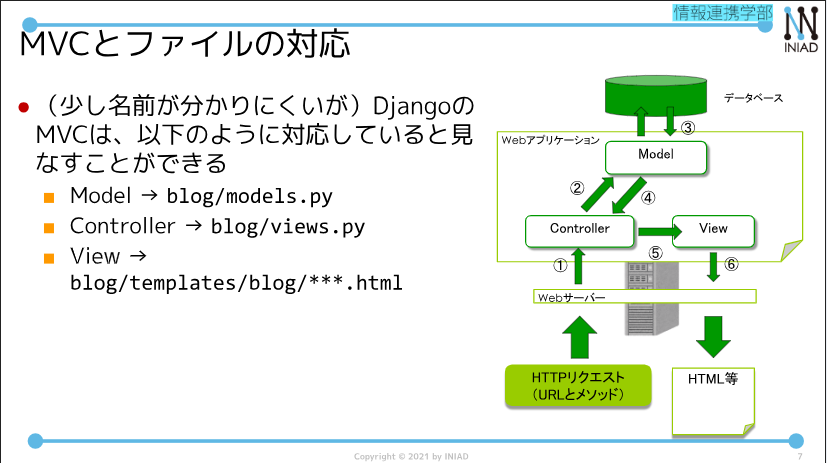 情報連携学部
INIAD
MVCとファイルの対応
（少し名前が分かりにくいが）Djangoの
MVCは、以下のように対応していると見
なすことができる
Model → blog/models.py
Controller → blog/views.py
View →
blog/templates/blog/***.html
データベース
③
Webアプリケーション
Model
②
④
Controller
View
⑤
①
⑥
Webサーバー
HTTPリクエスト
（URLとメソッド）
HTML等
Copyright © 2021 by INIAD
7